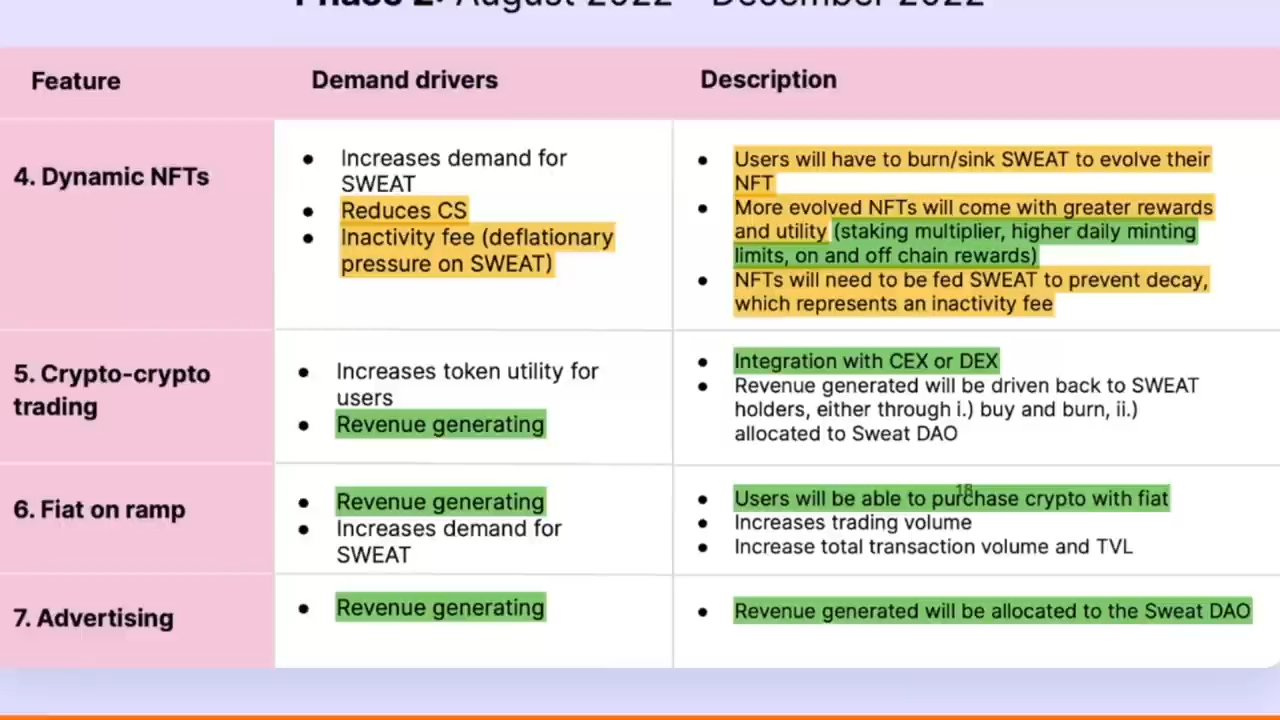 Phase 2: August 2022 - December 2022
Feature
Demand drivers
Description
4. Dynamic NFTs
• Increases demand for
SWEAT
• Reduces CS
• Inactivity fee (deflationary
pressure on SWEAT)
• Users will have to burn/sink SWEAT to evolve their
NFT
• More evolved NFTs will come with greater rewards
and utility (staking multiplier, higher daily minting
limits, on and off chain rewards)
• NFTs will need to be fed SWEAT to prevent decay,
which represents an inactivity fee
5. Crypto-crypto
trading
• Increases token utility for
users
• Revenue generating
• Integration with CEX or DEX
• Revenue generated will be driven back to SWEAT
holders, either through i.) buy and burn, ii.)
allocated to Sweat DAO
6. Fiat on ramp
• Revenue generating
• Increases demand for
SWEAT
18
• Users will be able to purchase crypto with fiat
• Increases trading volume
• Increase total transaction volume and TVL
7. Advertising
• Revenue generating
• Revenue generated will be allocated to the Sweat DAO